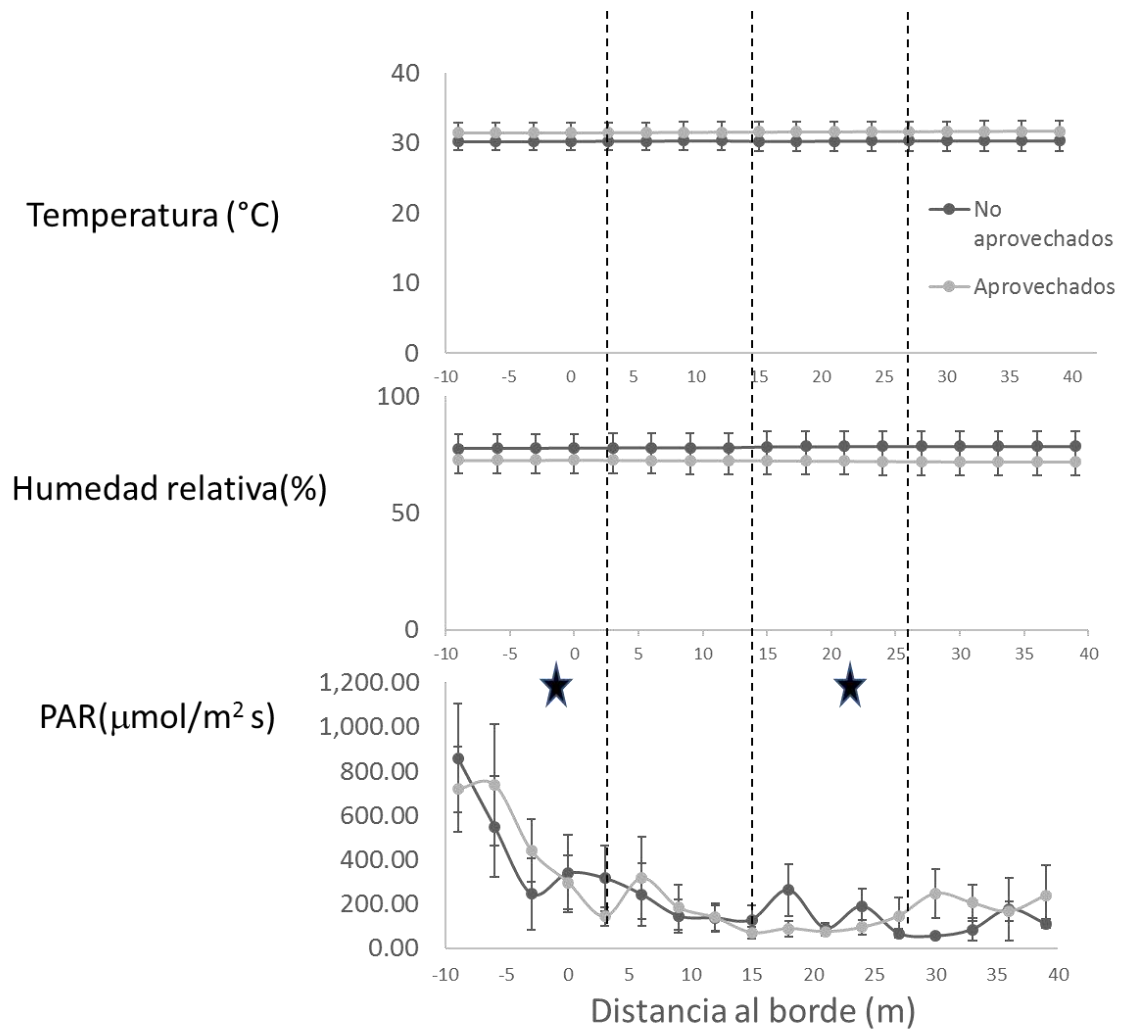 40
30
20
10
0
Temperatura (°C)
No
aprovechados
Aprovechados
-10 -5 0 5 10 15 20 25 30 35 40
100
50
0
Humedad relativa(%)
-10 -5 0 5 10 15 20 25 30 35 40
1,200.00
1,000.00
800.00
600.00
400.00
200.00
0.00
PAR(μmol/m² s)
-10 -5 0 5 10 15 20 25 30 35 40
Distancia al borde (m)